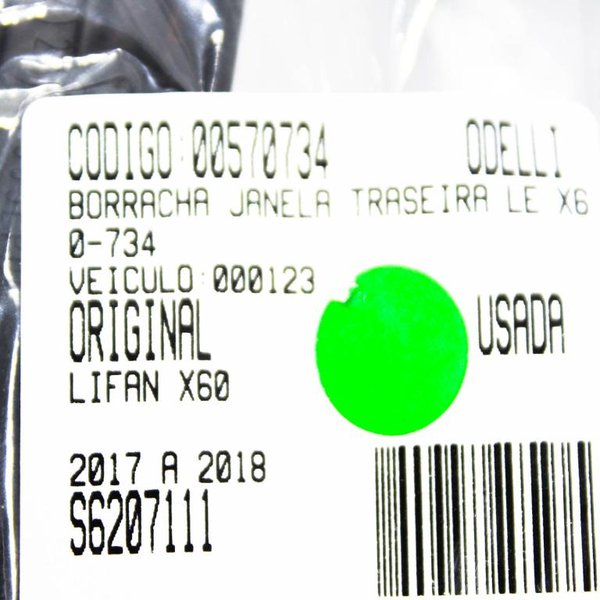 CODIGO:00570734 ODELLI
BORRACHA JANELA TRASEIRA LE X6
0-734
VEICULO:000123
ORIGINAL USADA
LIFAN X60
2017 A 2018
S6207111